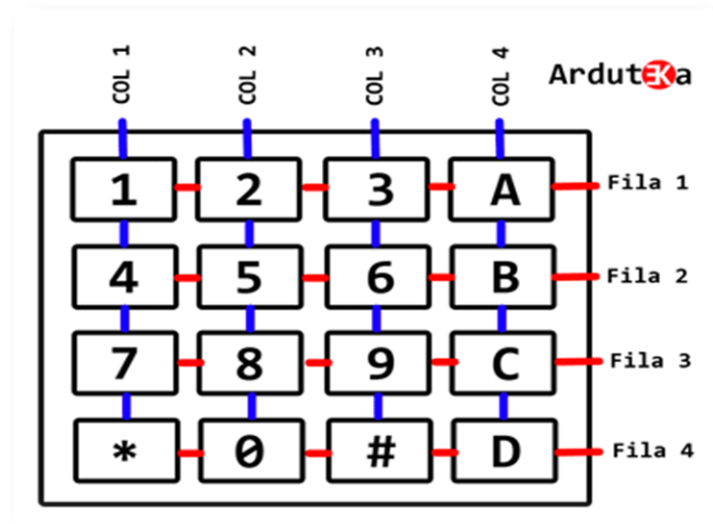 COL 1 COL 2 COL 3 COL 4
ArdutEKa
1 2 3 A Fila 1
4 5 6 B Fila 2
7 8 9 C Fila 3
* 0 # D Fila 4